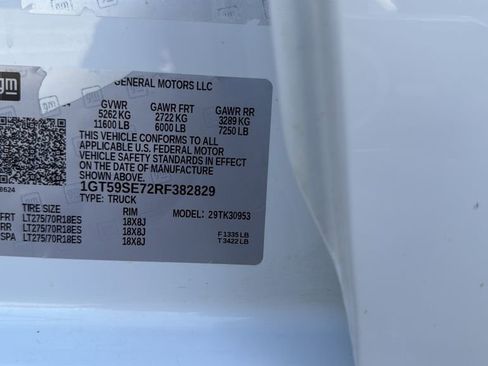 gm
GENERAL MOTORS LLC
GVWR GAWR FRT GAWR RR
5262 KG 2722 KG 3289 KG
11600 LB 6000 LB 7250 LB
THIS VEHICLE CONFORMS TO ALL
APPLICABLE U.S. FEDERAL MOTOR
VEHICLE SAFETY STANDARDS IN
EFFECT ON THE DATE OF
MANUFACTURE SHOWN ABOVE.
1GT59SE72RF382829
8624
TYPE: TRUCK
TIRE SIZE RIM MODEL: 29TK30953
FRT LT275/70R18ES 18X8J
RR LT275/70R18ES 18X8J
SPA LT275/70R18ES 18X8J
F 1335 LB
T 3422 LB